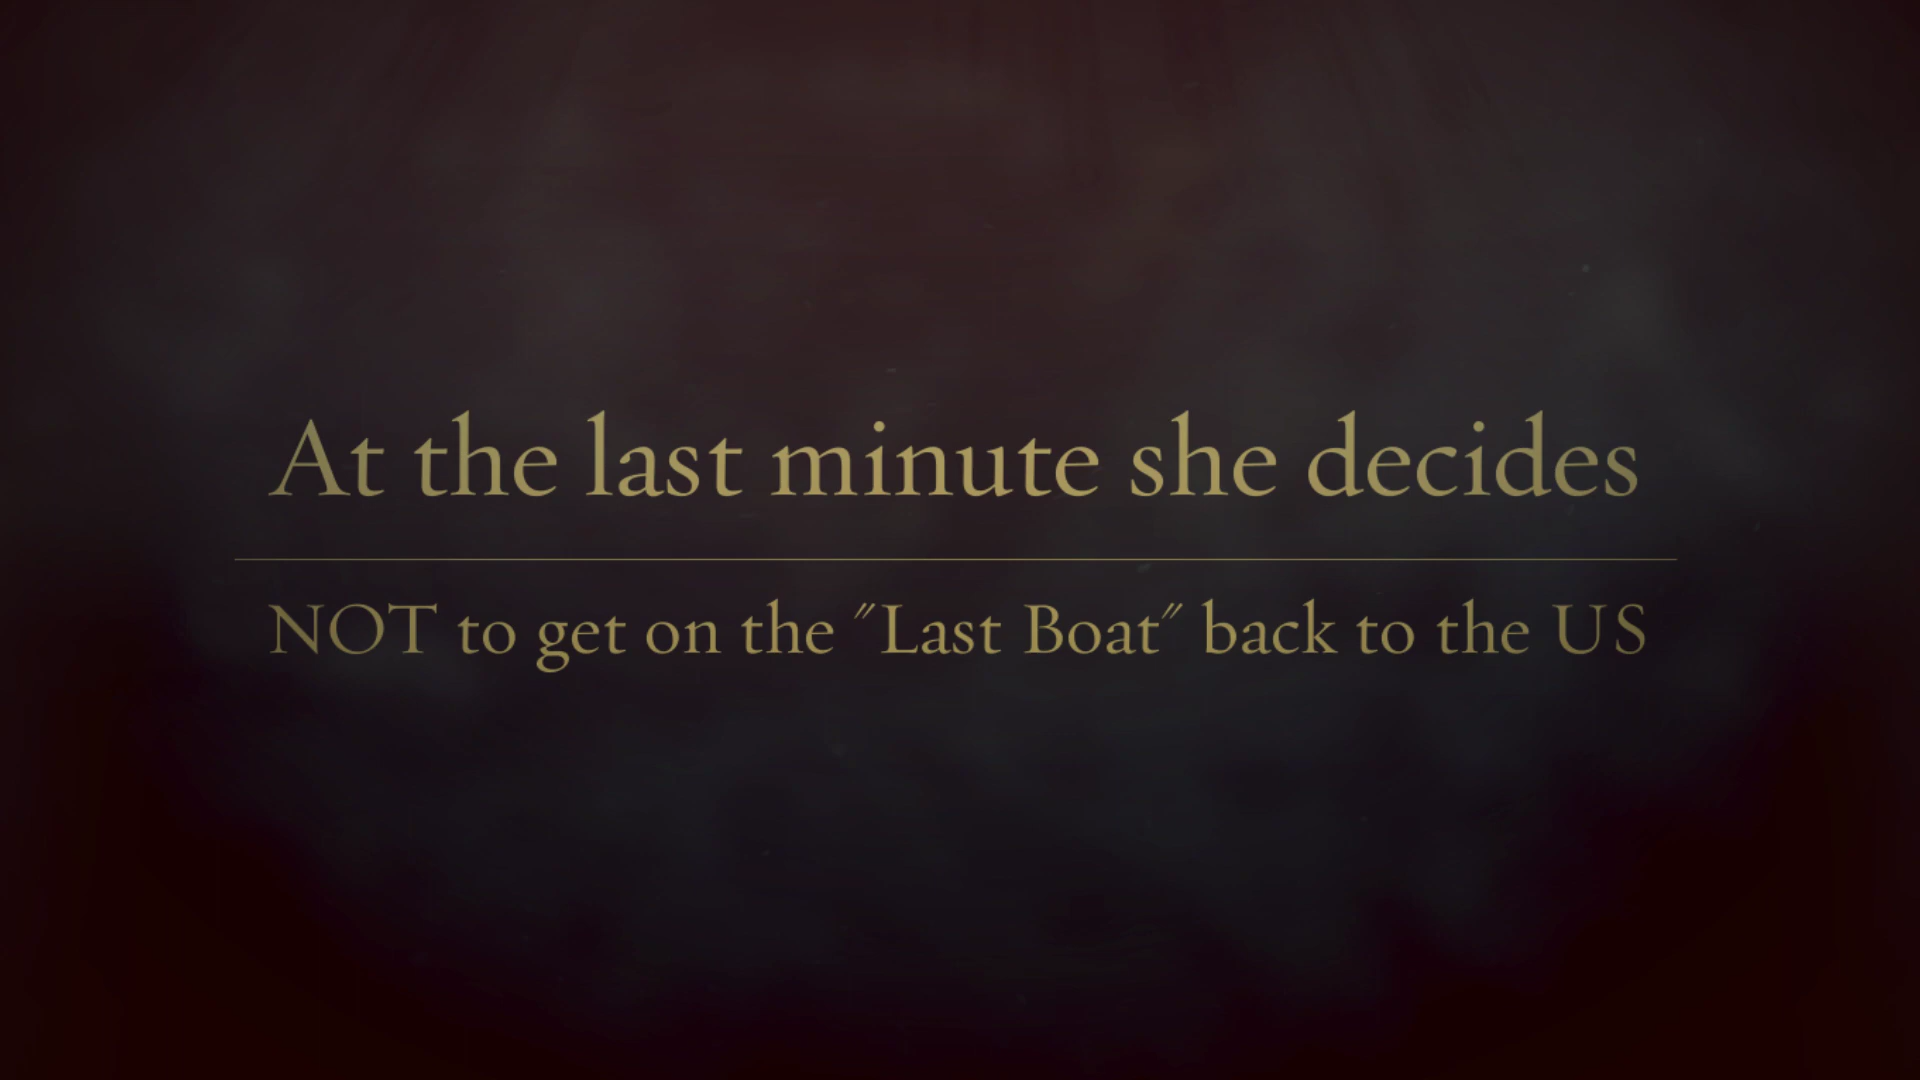 At the last minute she decides
NOT to get on the "Last Boat" back to the US